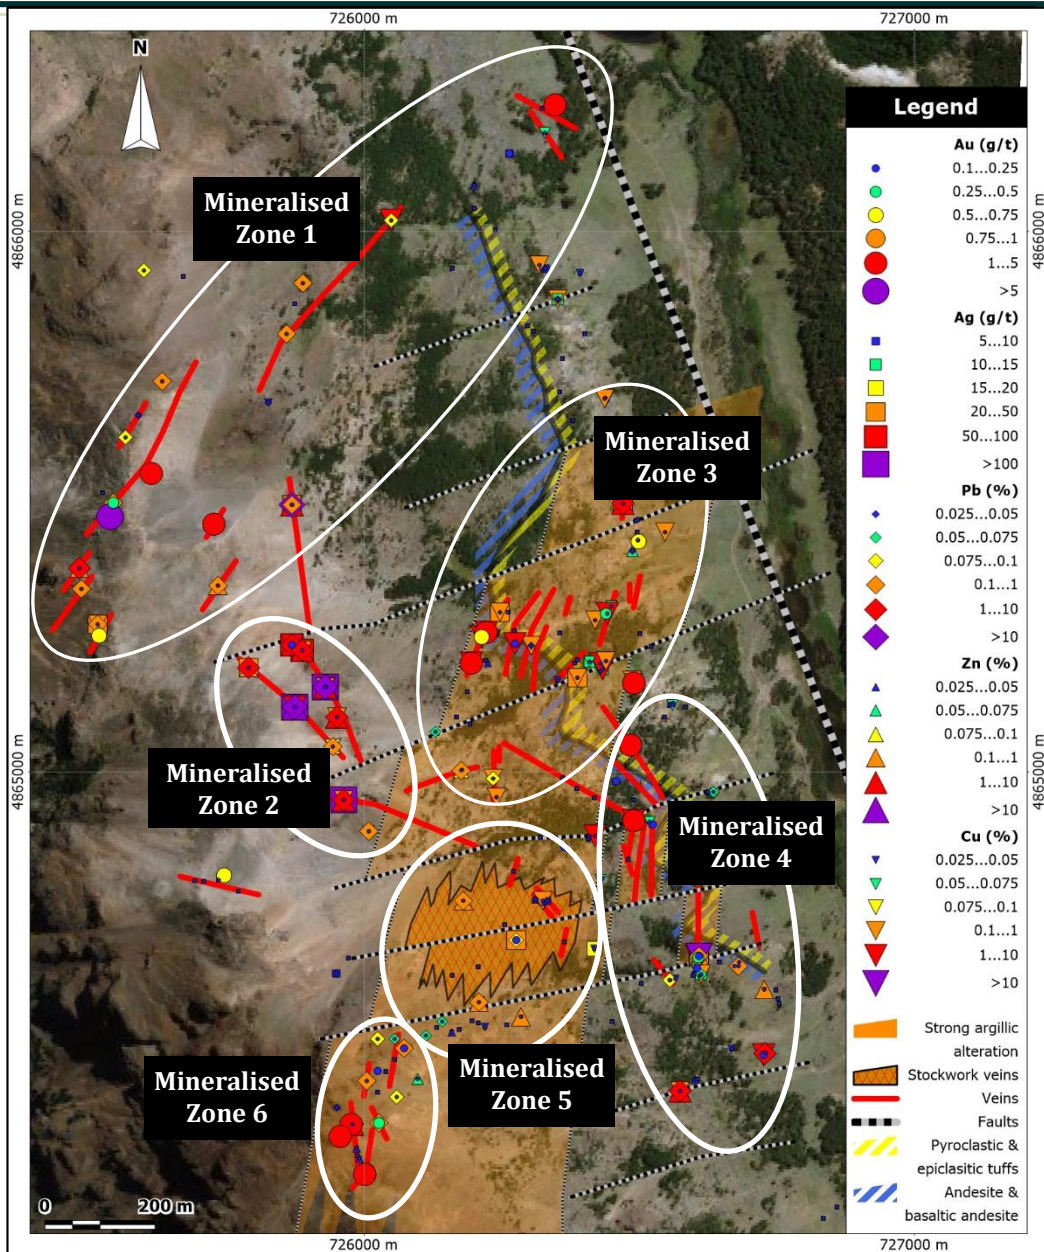 726000 m
727000 m
N
4866000 m
4866000 m
4865000 m
4865000 m
Mineralised
Zone 1
Mineralised
Zone 3
Mineralised
Zone 2
Mineralised
Zone 4
Mineralised
Zone 5
Mineralised
Zone 6
0
200 m
726000 m
727000 m
Legend
Au (g/t)
0.1...0.25
0.25...0.5
0.5...0.75
0.75...1
1...5
>5
Ag (g/t)
5...10
10...15
15...20
20...50
50...100
>100
Pb (%)
0.025...0.05
0.05...0.075
0.075...0.1
0.1...1
1...10
>10
Zn (%)
0.025...0.05
0.05...0.075
0.075...0.1
0.1...1
1...10
>10
Cu (%)
0.025...0.05
0.05...0.075
0.075...0.1
0.1...1
1...10
>10
Strong argillic
alteration
Stockwork veins
Veins
Faults
Pyroclastic &
epiclasitic tuffs
Andesite &
basaltic andesite